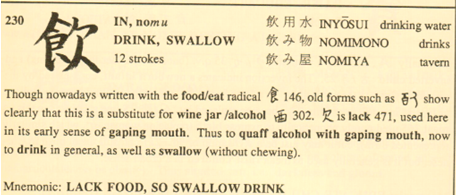 230 飲 IN, nomu 飲用水 INYŌSUI drinking water
DRINK, SWALLOW 飲み物 NOMIMONO drinks
12 strokes 飲み屋 NOMIYA tavern
Though nowadays written with the food/eat radical 食 146, old forms such as show
clearly that this is a substitute for wine jar/alcohol 酉 302. 欠 is lack 471, used here
in its early sense of gaping mouth. Thus to quaff alcohol with gaping mouth, now
to drink in general, as well as swallow (without chewing).
Mnemonic: LACK FOOD, SO SWALLOW DRINK